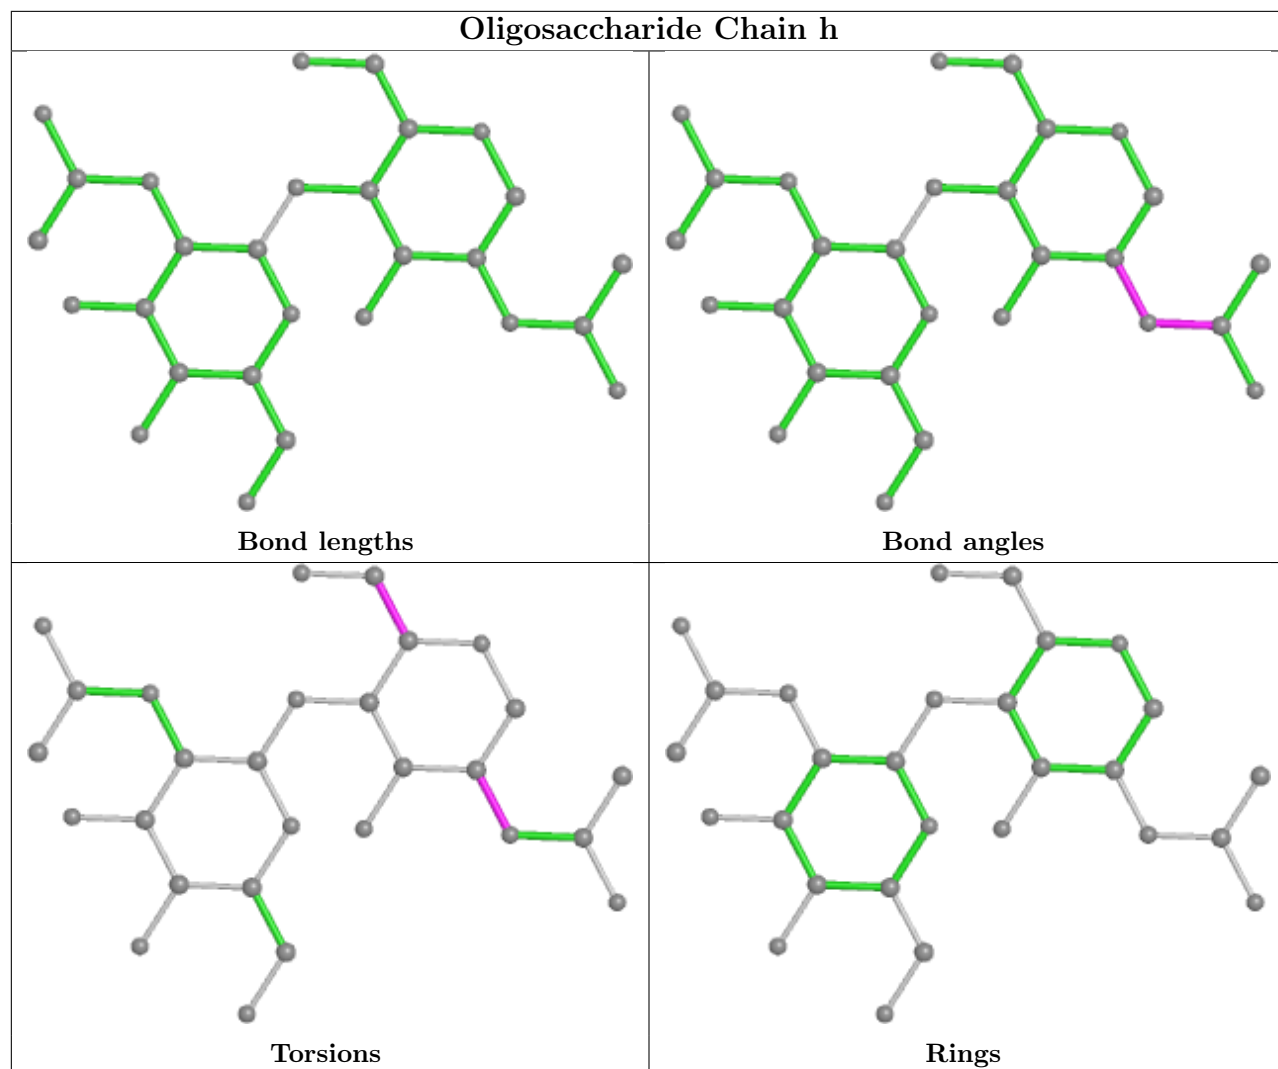 Oligosaccharide Chain h
Bond lengths
Bond angles
Torsions
Rings